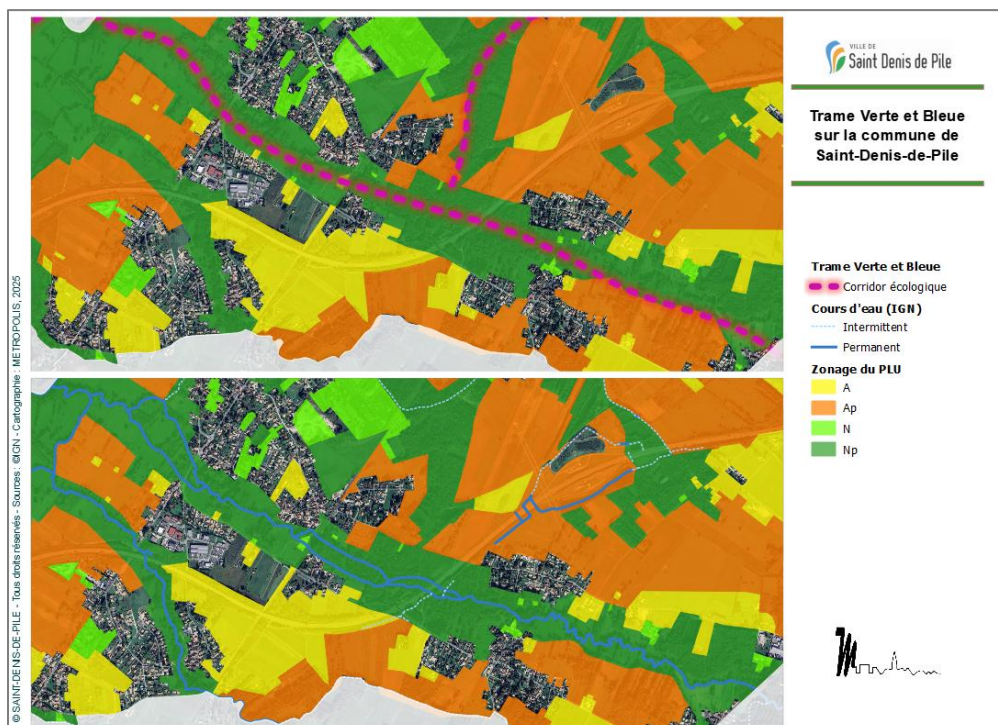 © SAINT-DENIS-DE-PILE - Tous droits réservés - Sources : ©IGN - Cartographie : METROPOLIS, 2025
VILLE DE
Saint Denis de Pile
Trame Verte et Bleue
sur la commune de
Saint-Denis-de-Pile
Trame Verte et Bleue
Corridor écologique
Cours d'eau (IGN)
Intermittent
Permanent
Zonage du PLU
A
Ap
N
Np